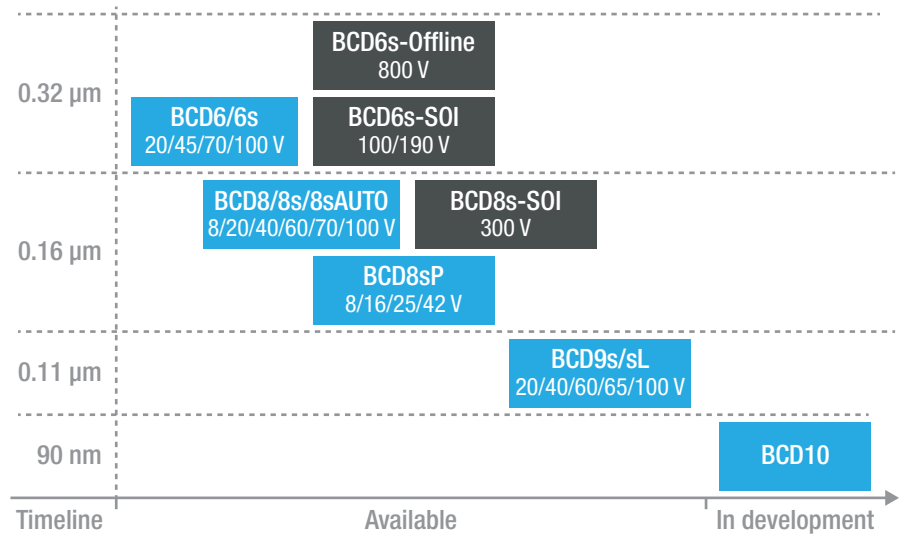 BCD6s-Offline
800 V
0.32 µm
BCD6/6s
20/45/70/100 V
BCD6s-SOI
100/190 V
BCD8/8s/8sAUTO
8/20/40/60/70/100 V
BCD8s-SOI
300 V
0.16 µm
BCD8sP
8/16/25/42 V
0.11 µm
BCD9s/sL
20/40/60/65/100 V
90 nm
BCD10
Timeline
Available
In development